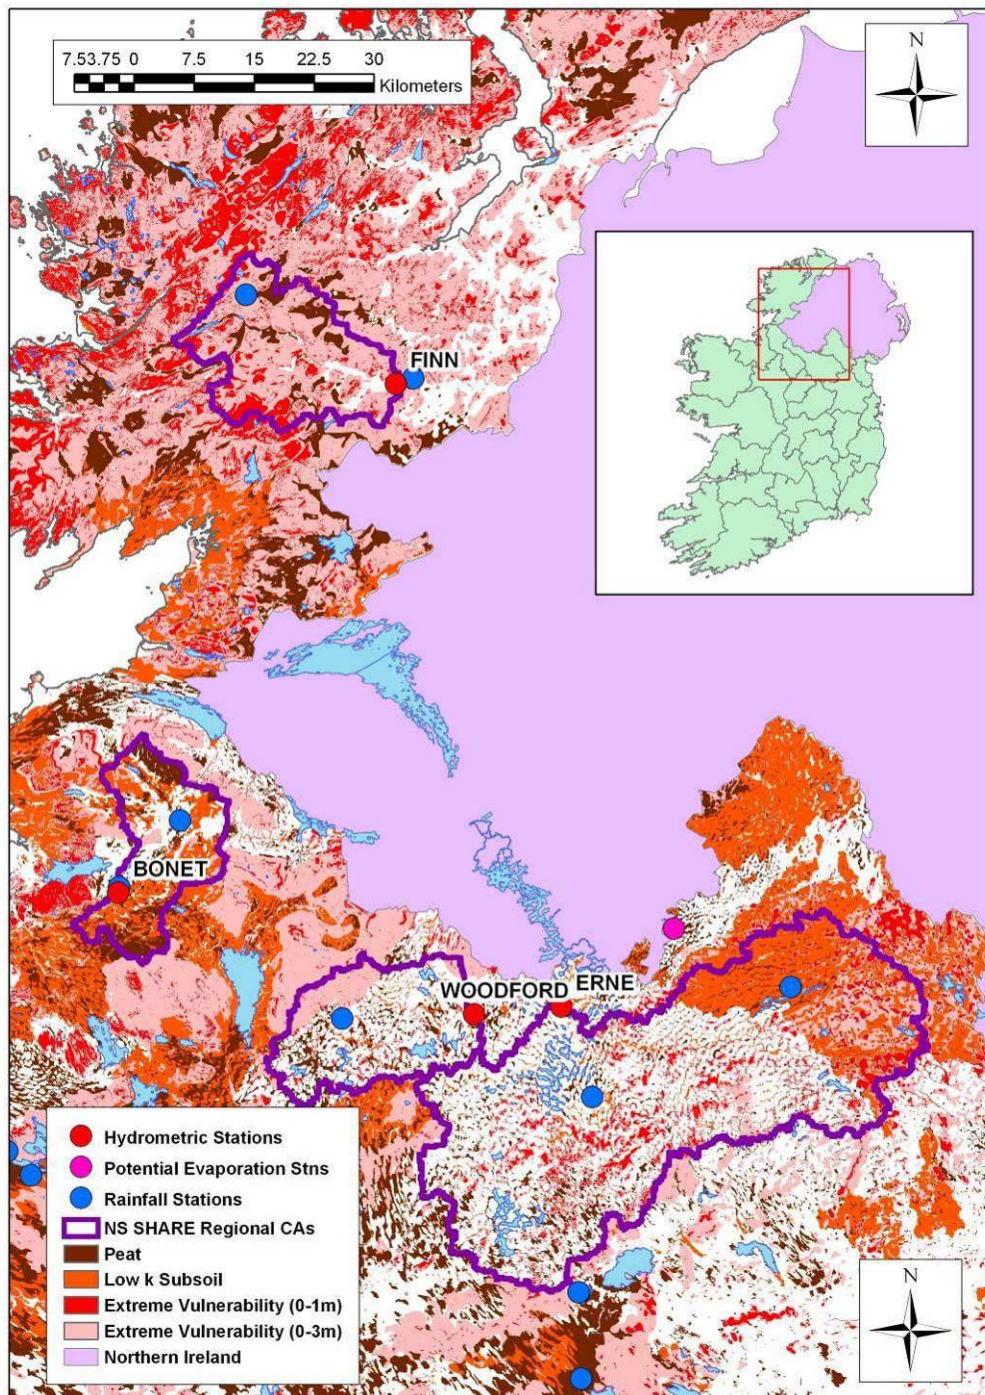 N
7.53.75 0 7.5 15 22.5 30
Kilometers
FINN
BONET
WOODFORD
ERNE
Hydrometric Stations
Potential Evaporation Stns
Rainfall Stations
NS SHARE Regional CAs
Peat
Low k Subsoil
Extreme Vulnerability (0-1m)
Extreme Vulnerability (0-3m)
Northern Ireland
N